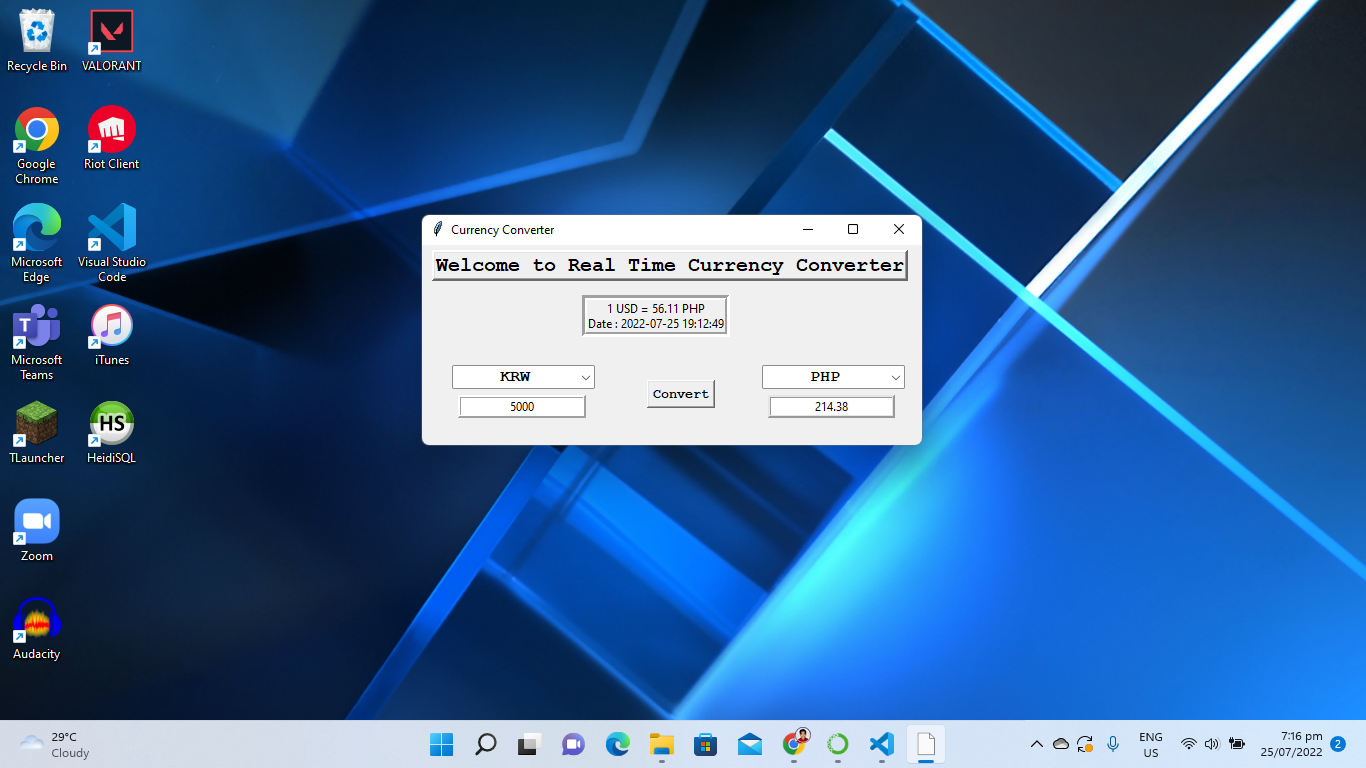 Recycle Bin
VALORANT
Google
Chrome
Riot Client
Microsoft
Edge
Visual Studio
Code
Microsoft
Teams
iTunes
TLauncher
HS
HeidiSQL
Zoom
Audacity
Currency Converter
Welcome to Real Time Currency Converter
1 USD = 56.11 PHP
Date : 2022-07-25 19:12:49
KRW
PHP
Convert
5000
214.38
29°C
Cloudy
ENG
US
7:16 pm
25/07/2022
2